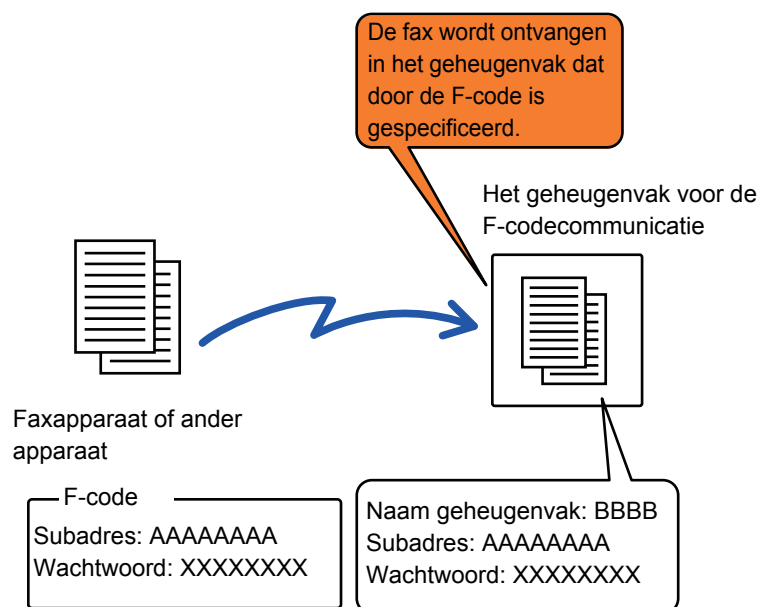 De fax wordt ontvangen
in het geheugenvak dat
door de F-code is
gespecificeerd.
Het geheugenvak voor de
F-codecommunicatie
Faxapparaat of ander
apparaat
F-code
Subadres: AAAAAAAA
Wachtwoord: XXXXXXXX
Naam geheugenvak: BBBB
Subadres: AAAAAAAA
Wachtwoord: XXXXXXXX